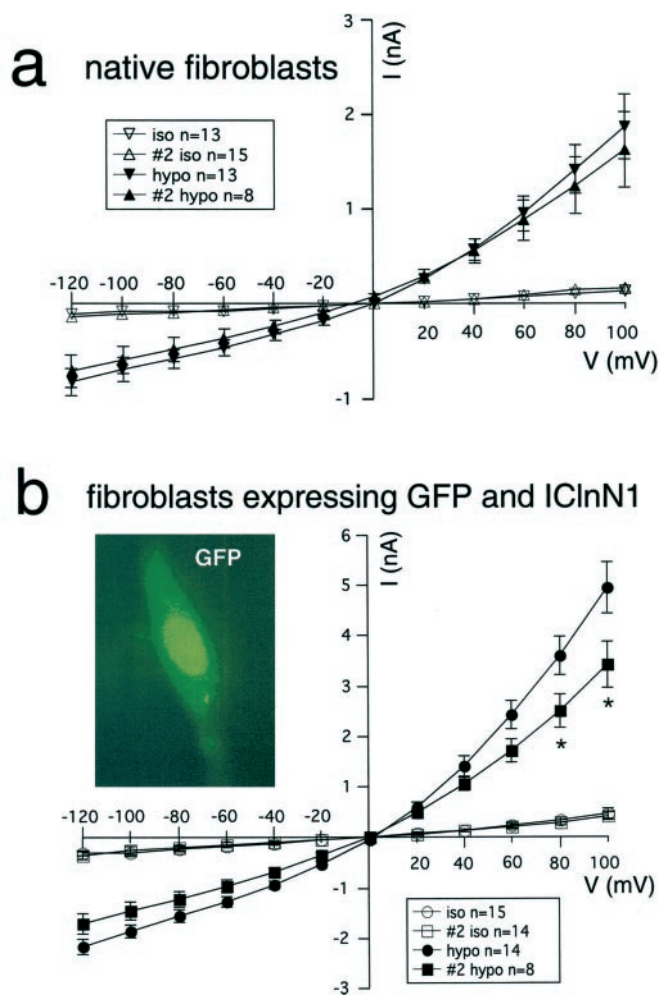 a native fibroblasts
I (nA)
3
iso n=13
#2 iso n=15
hypo n=13
#2 hypo n=8
2
1
-120 -100 -80 -60 -40 -20
20 40 60 80 100
V (mV)
-1
b fibroblasts expressing GFP and IClnN1
GFP
I (nA)
6
5
4
3
2
*
*
1
-120 -100 -80 -60 -40 -20
20 40 60 80 100
V (mV)
-1
-2
-3
iso n=15
#2 iso n=14
hypo n=14
#2 hypo n=8